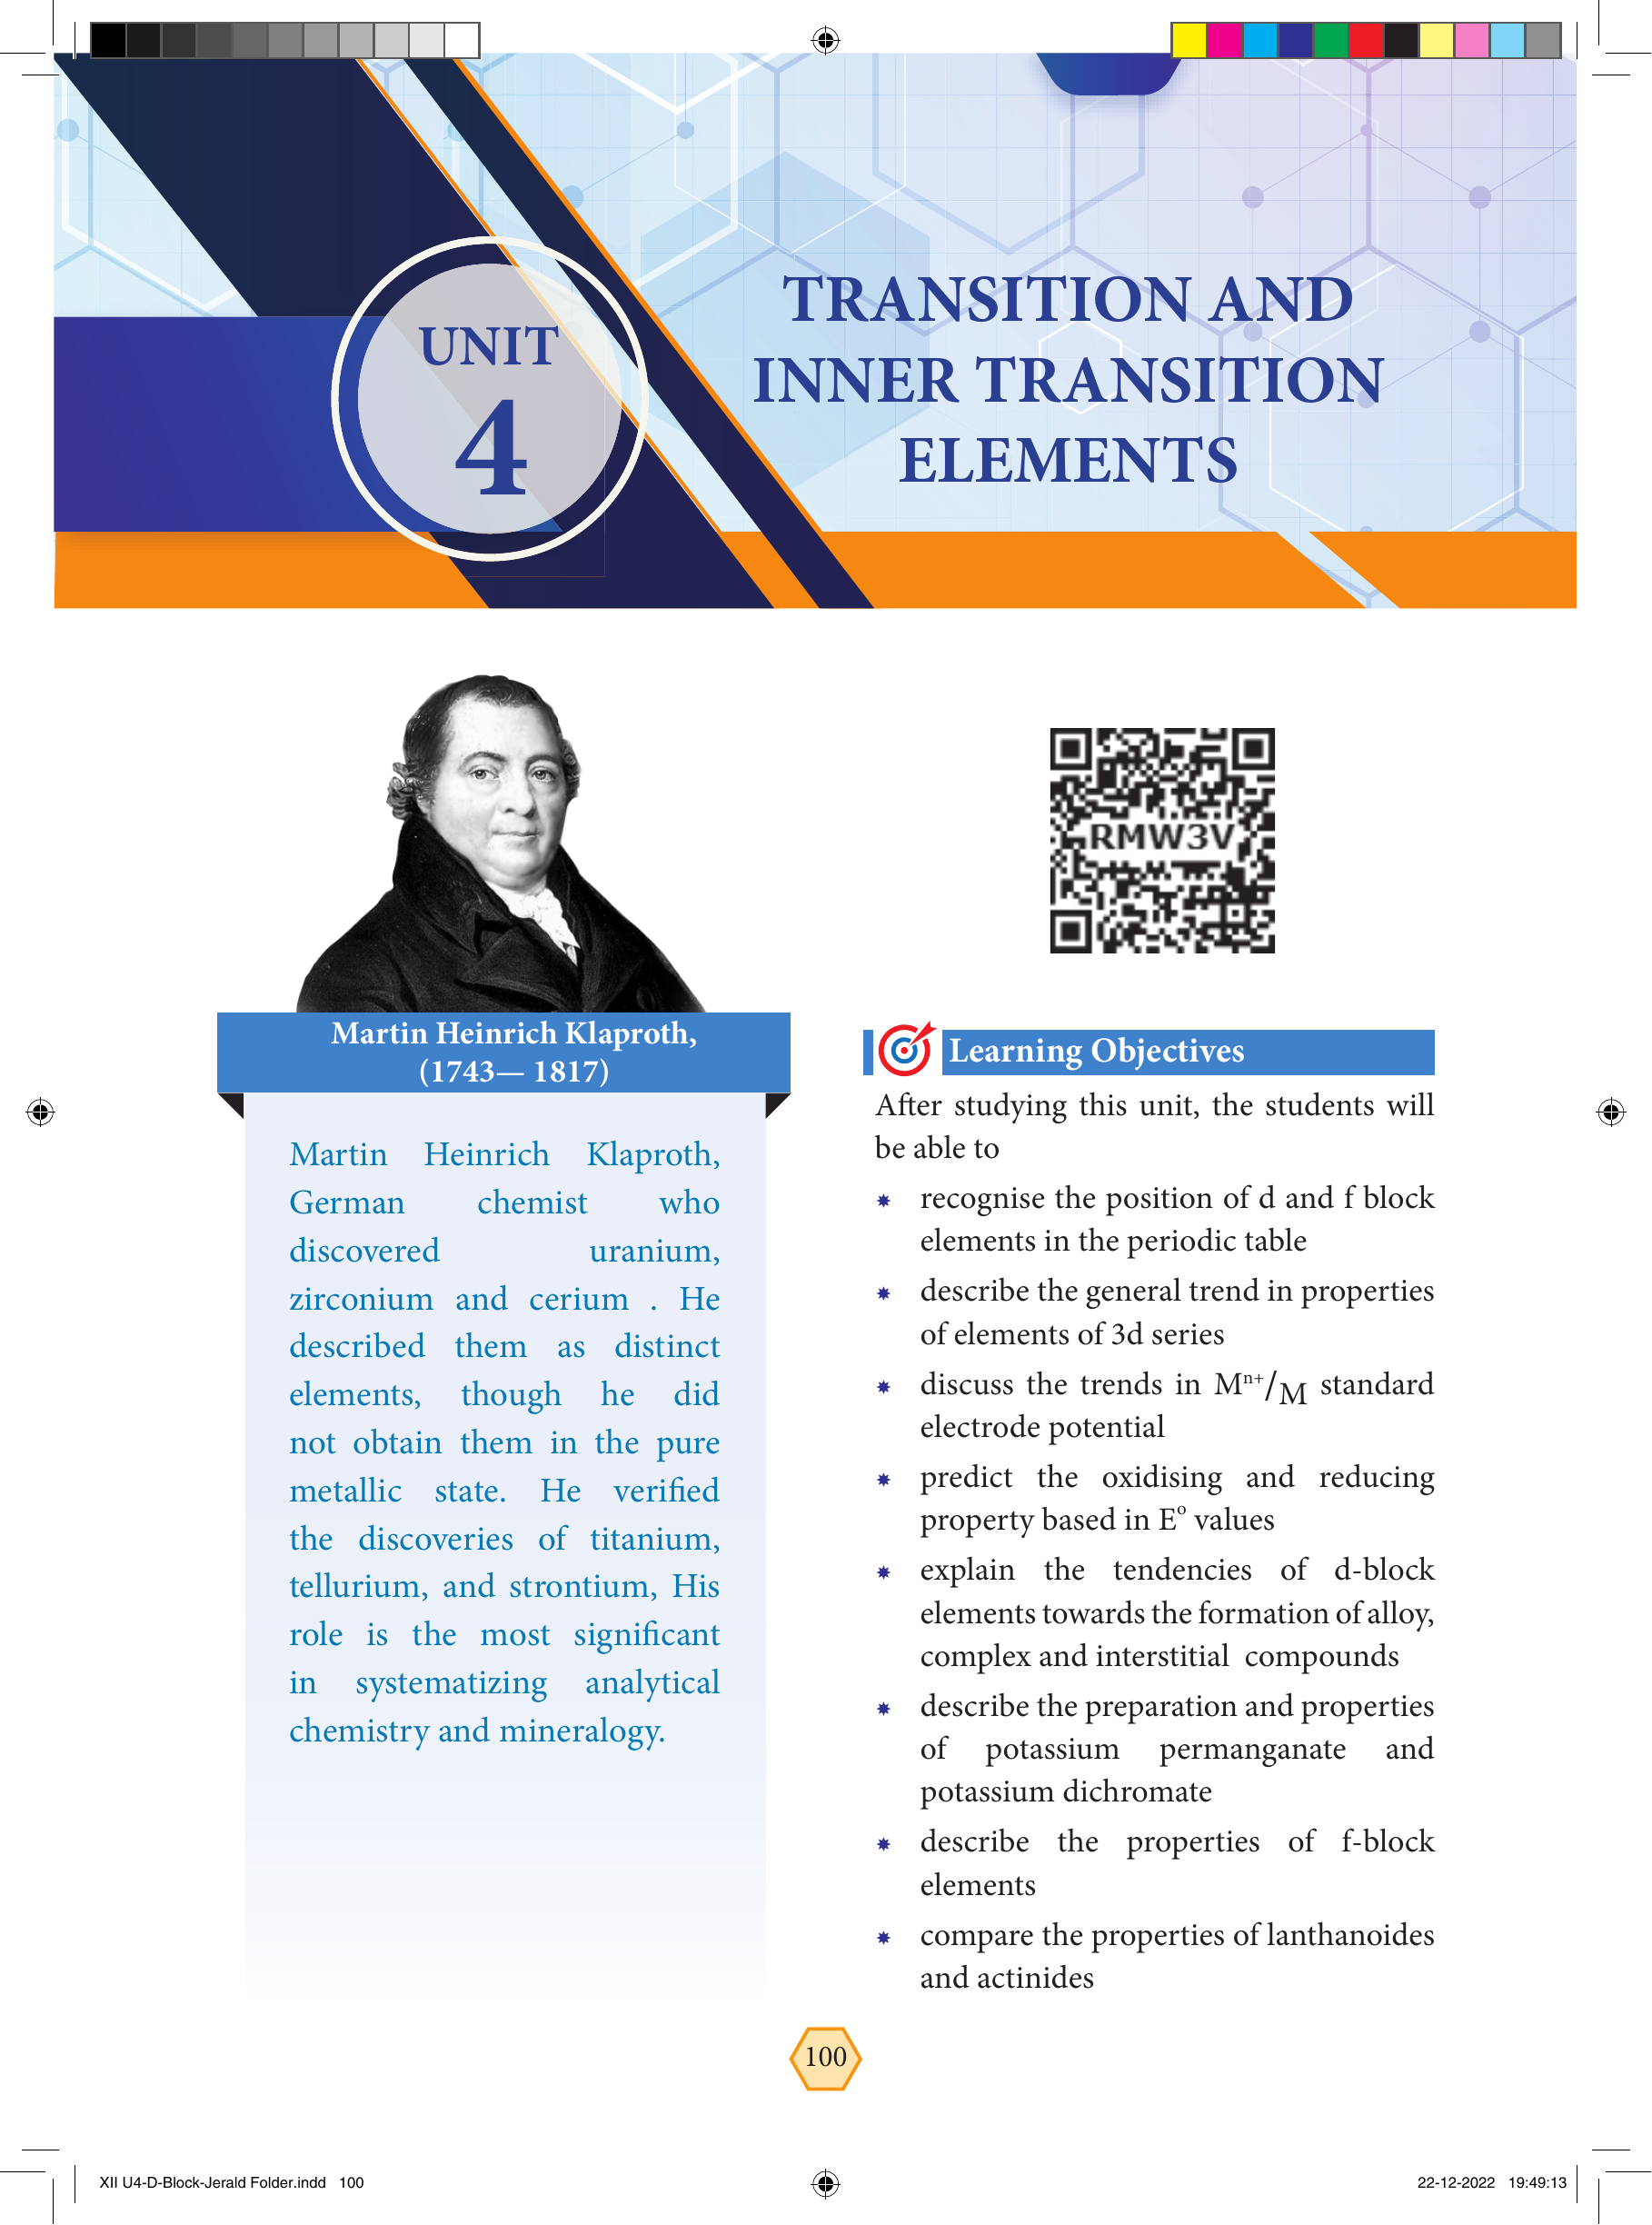 UNIT
4
TRANSITION AND
INNER TRANSITION
ELEMENTS
RMW3V
Martin Heinrich Klaproth,
(1743— 1817)
Martin Heinrich Klaproth,
German chemist who
discovered uranium,
zirconium and cerium . He
described them as distinct
elements, though he did
not obtain them in the pure
metallic state. He verified
the discoveries of titanium,
tellurium, and strontium, His
role is the most significant
in systematizing analytical
chemistry and mineralogy.
Learning Objectives
After studying this unit, the students will
be able to
recognise the position of d and f block
elements in the periodic table
describe the general trend in properties
of elements of 3d series
discuss the trends in Mⁿ⁺/M standard
electrode potential
predict the oxidising and reducing
property based in Eº values
explain the tendencies of d-block
elements towards the formation of alloy,
complex and interstitial compounds
describe the preparation and properties
of potassium permanganate and
potassium dichromate
describe the properties of f-block
elements
compare the properties of lanthanoides
and actinides
100
XII U4-D-Block-Jerald Folder.indd 100
22-12-2022 19:49:13